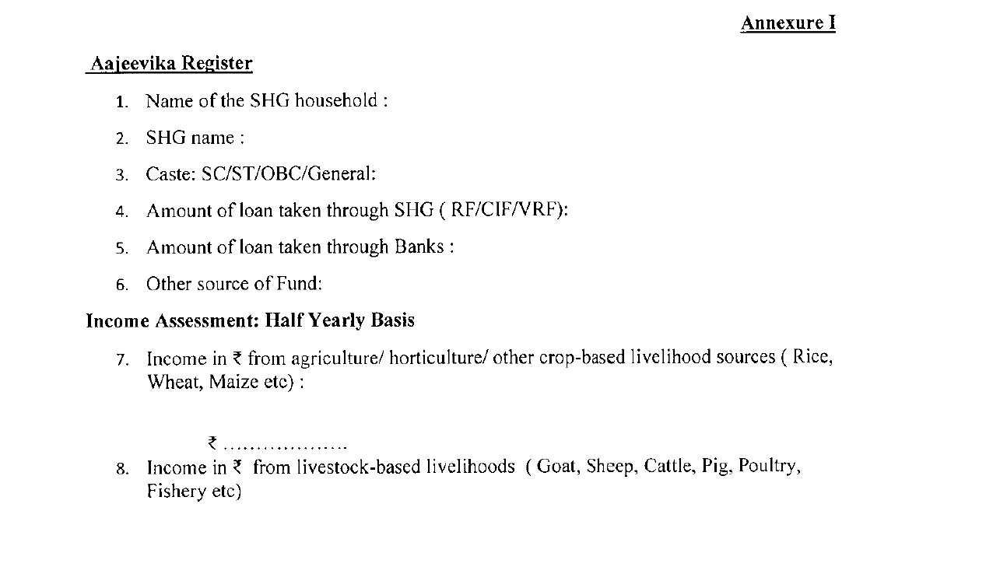 Annexure I
Aajeevika Register
1. Name of the SHG household :
2. SHG name :
3. Caste: SC/ST/OBC/General:
4. Amount of loan taken through SHG ( RF/CIF/VRF):
5. Amount of loan taken through Banks :
6. Other source of Fund:
Income Assessment: Half Yearly Basis
7. Income in ₹ from agriculture/ horticulture/ other crop-based livelihood sources ( Rice,
Wheat, Maize etc) :
₹ ...................
8. Income in ₹ from livestock-based livelihoods ( Goat, Sheep, Cattle, Pig, Poultry,
Fishery etc)